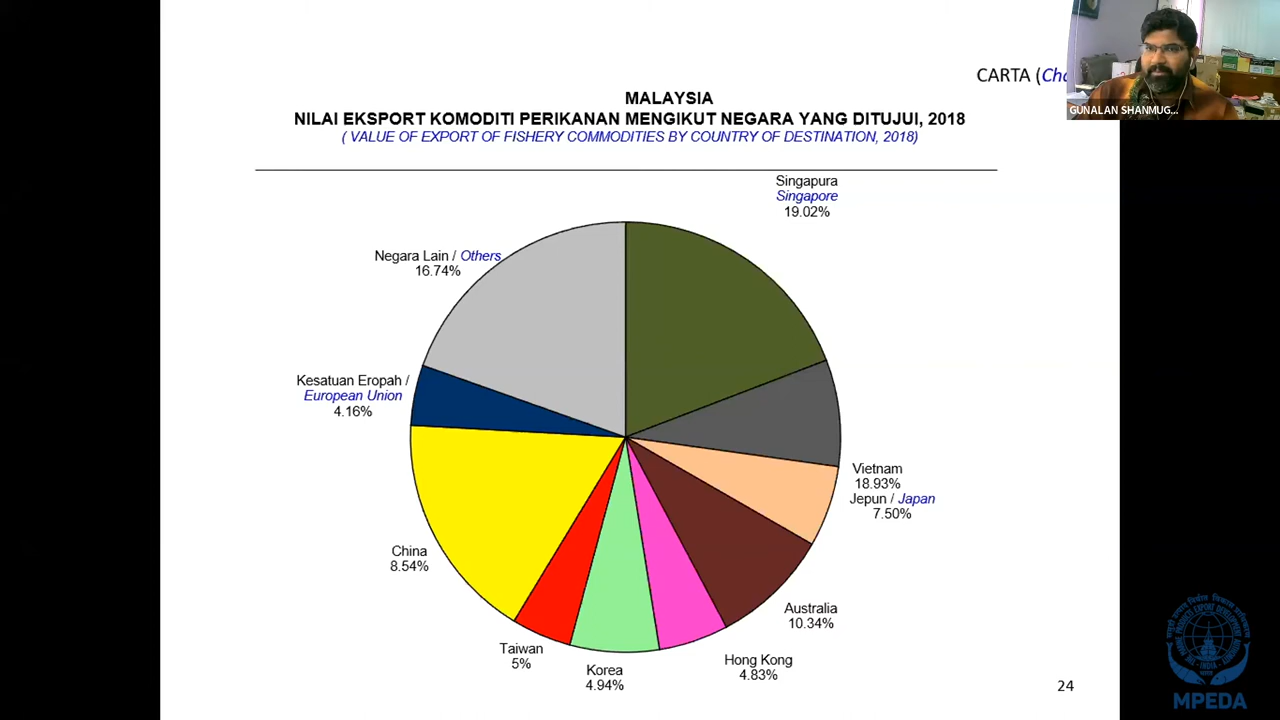 CARTA (Cha
GUNALAN SHANMUG...
MALAYSIA
NILAI EKSPORT KOMODITI PERIKANAN MENGIKUT NEGARA YANG DITUJUI, 2018
( VALUE OF EXPORT OF FISHERY COMMODITIES BY COUNTRY OF DESTINATION, 2018)
Singapura
Singapore
19.02%
Negara Lain / Others
16.74%
Kesatuan Eropah /
European Union
4.16%
Vietnam
18.93%
Jepun / Japan
7.50%
China
8.54%
Australia
10.34%
Taiwan
5%
Hong Kong
4.83%
Korea
4.94%
24
MPEDA